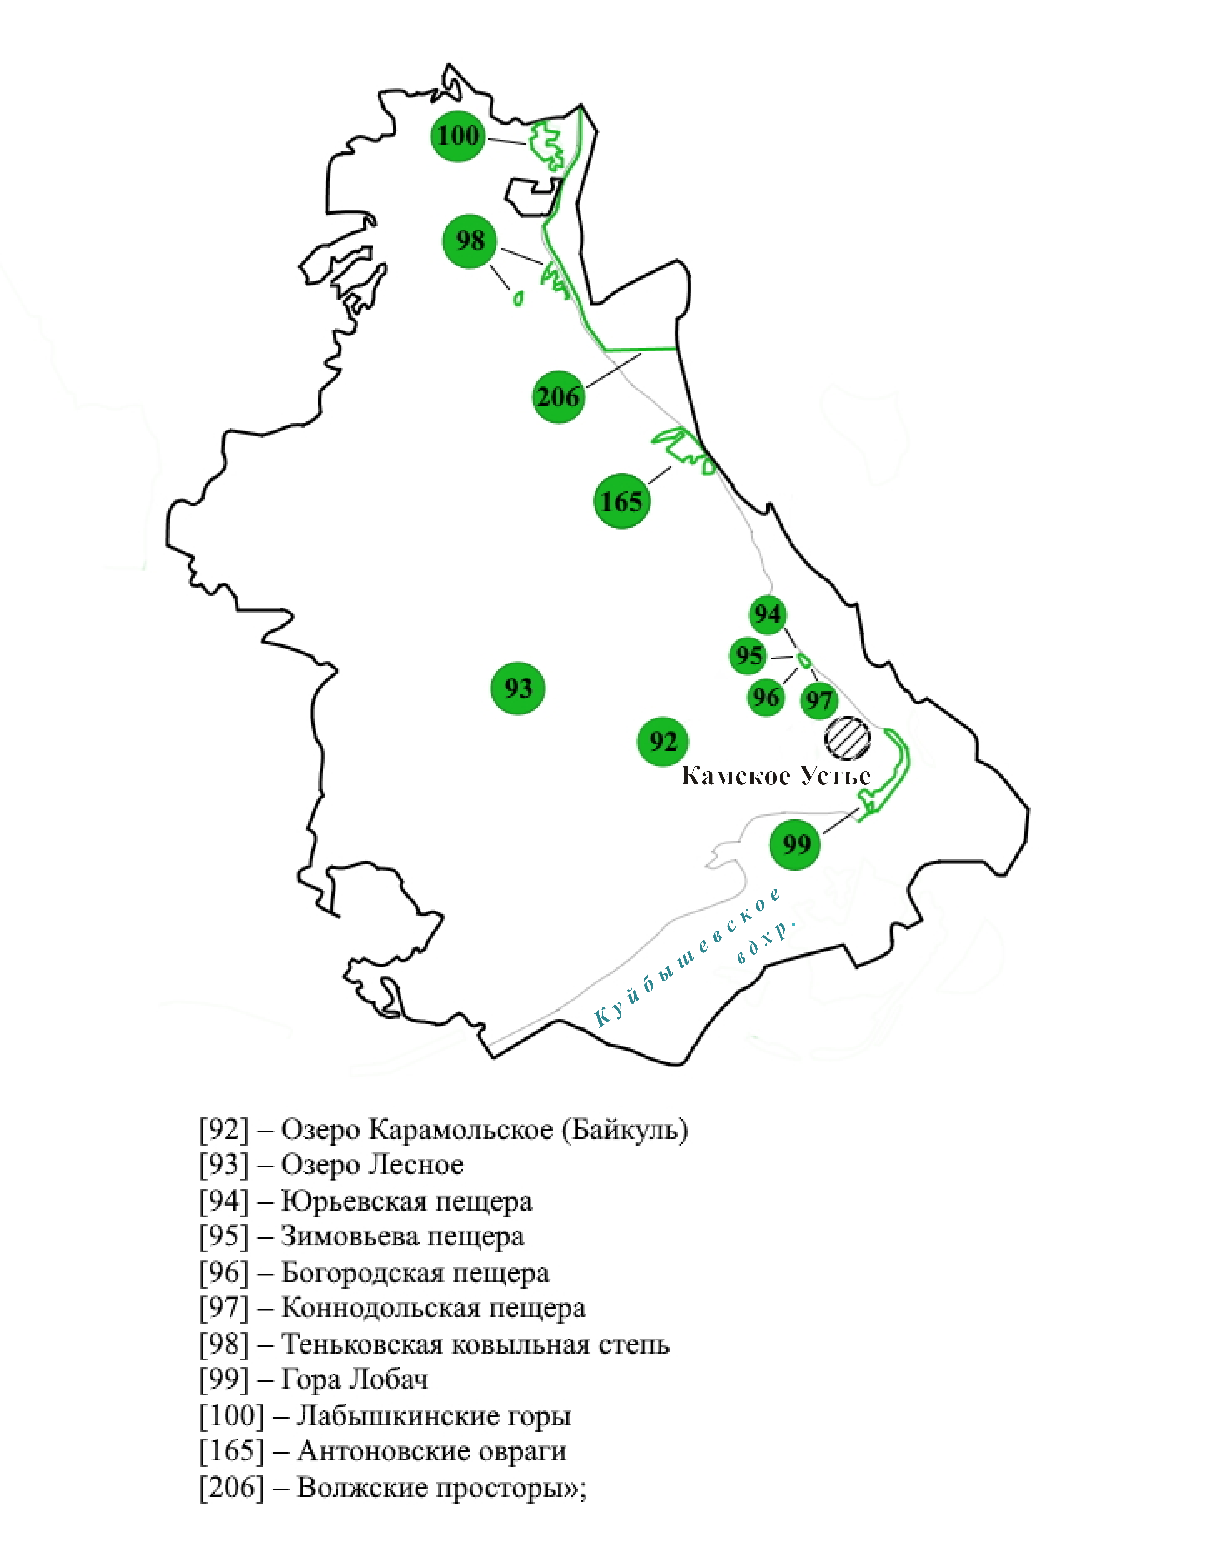 100
98
206
165
94
95
96
97
93
92
Камское Устье
99
Куйбышевское
вдхр.
[92] – Озеро Карамольское (Байкуль)
[93] – Озеро Лесное
[94] – Юрьевская пещера
[95] – Зимовьева пещера
[96] – Богородская пещера
[97] – Коннодольская пещера
[98] – Теньковская ковыльная степь
[99] – Гора Лобач
[100] – Лабышкинские горы
[165] – Антоновские овраги
[206] – Волжские просторы»;